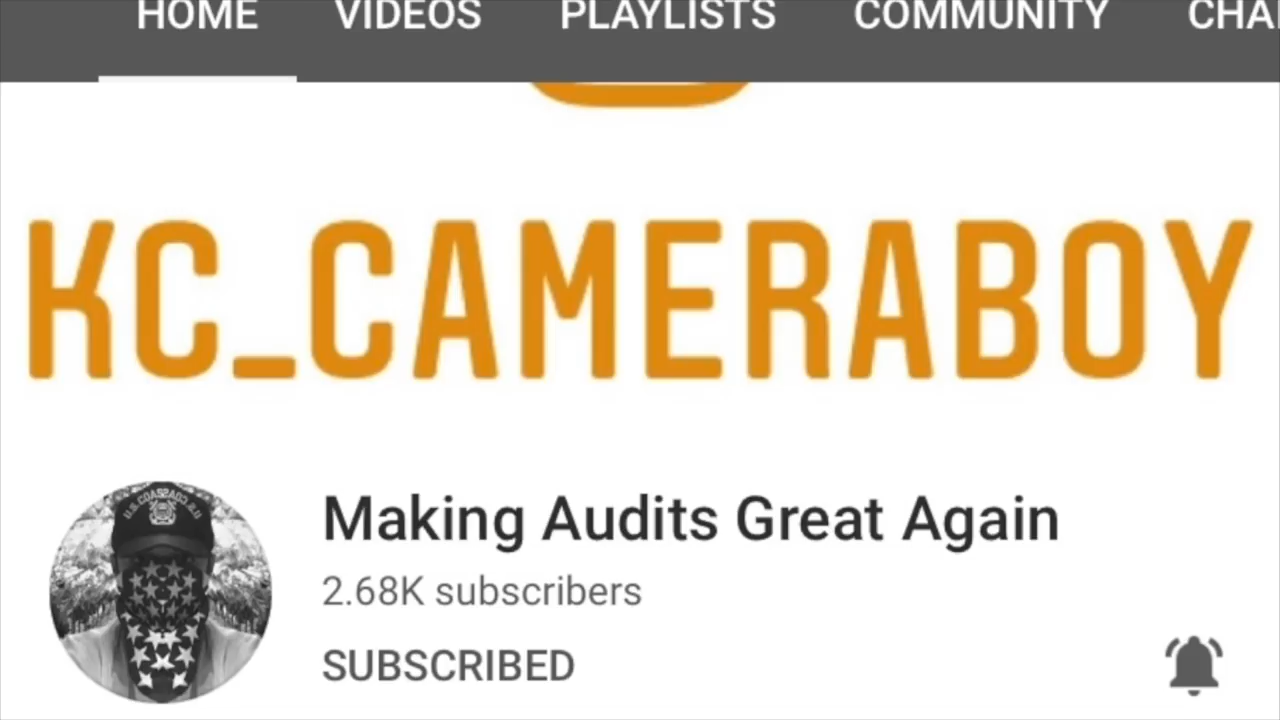 HOME VIDEOS PLAYLISTS COMMUNITY
KC_CAMERABOY
Making Audits Great Again
2.68K subscribers
SUBSCRIBED